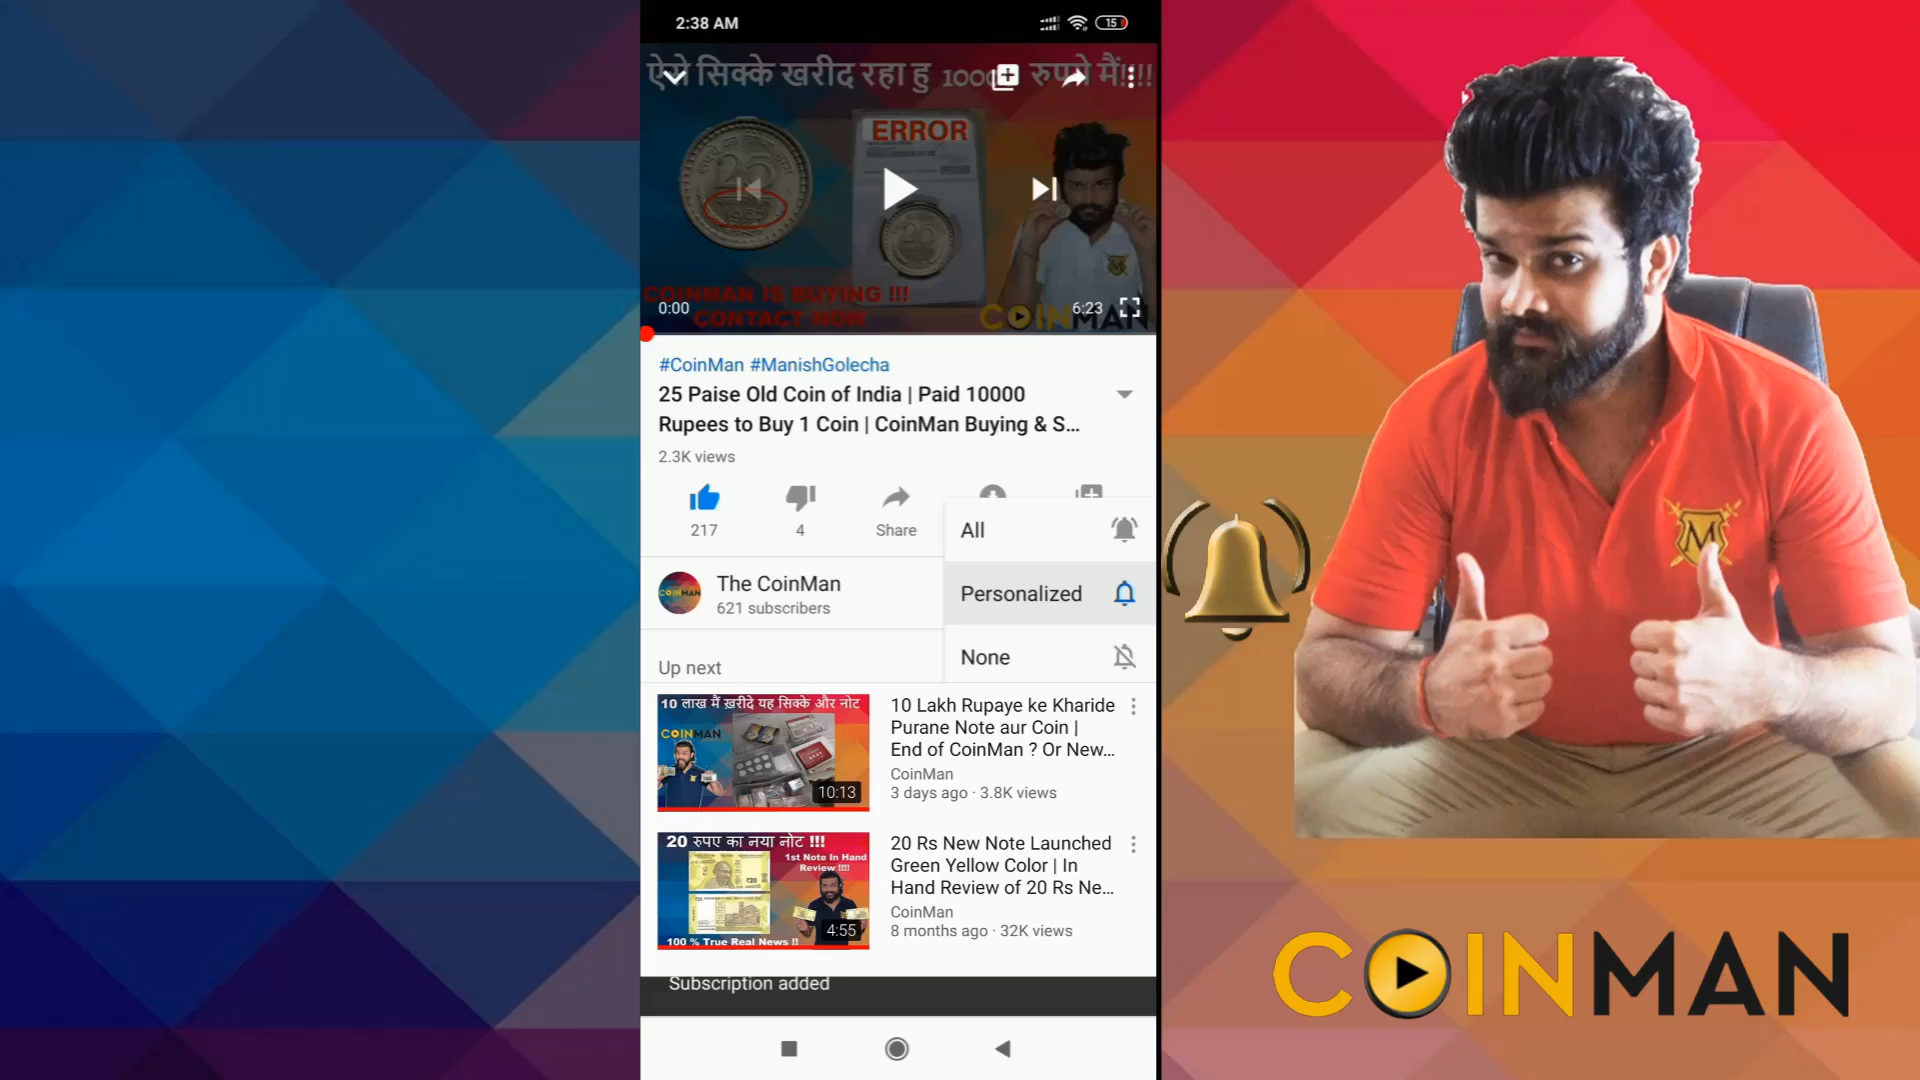 2:38 AM
15
ऐसे सिक्के खरीद रहा हु 1000 रुपये मैं!!!!
ERROR
25
1985
COINMAN IS BUYING !!!
0:00
6:23
CONTACT NOW
COINMAN
#CoinMan #ManishGolecha
25 Paise Old Coin of India | Paid 10000
Rupees to Buy 1 Coin | CoinMan Buying & S...
2.3K views
217
4
Share
All
The CoinMan
621 subscribers
Personalized
None
Up next
10 लाख मैं ख़रीदे यह सिक्के और नोट
COINMAN
10:13
10 Lakh Rupaye ke Kharide
Purane Note aur Coin |
End of CoinMan ? Or New...
CoinMan
3 days ago · 3.8K views
20 रुपए का नया नोट !!!
1st Note In Hand
Review !!!!
4:55
100 % True Real News !!
20 Rs New Note Launched
Green Yellow Color | In
Hand Review of 20 Rs Ne...
CoinMan
8 months ago · 32K views
Subscription added
M
COINMAN